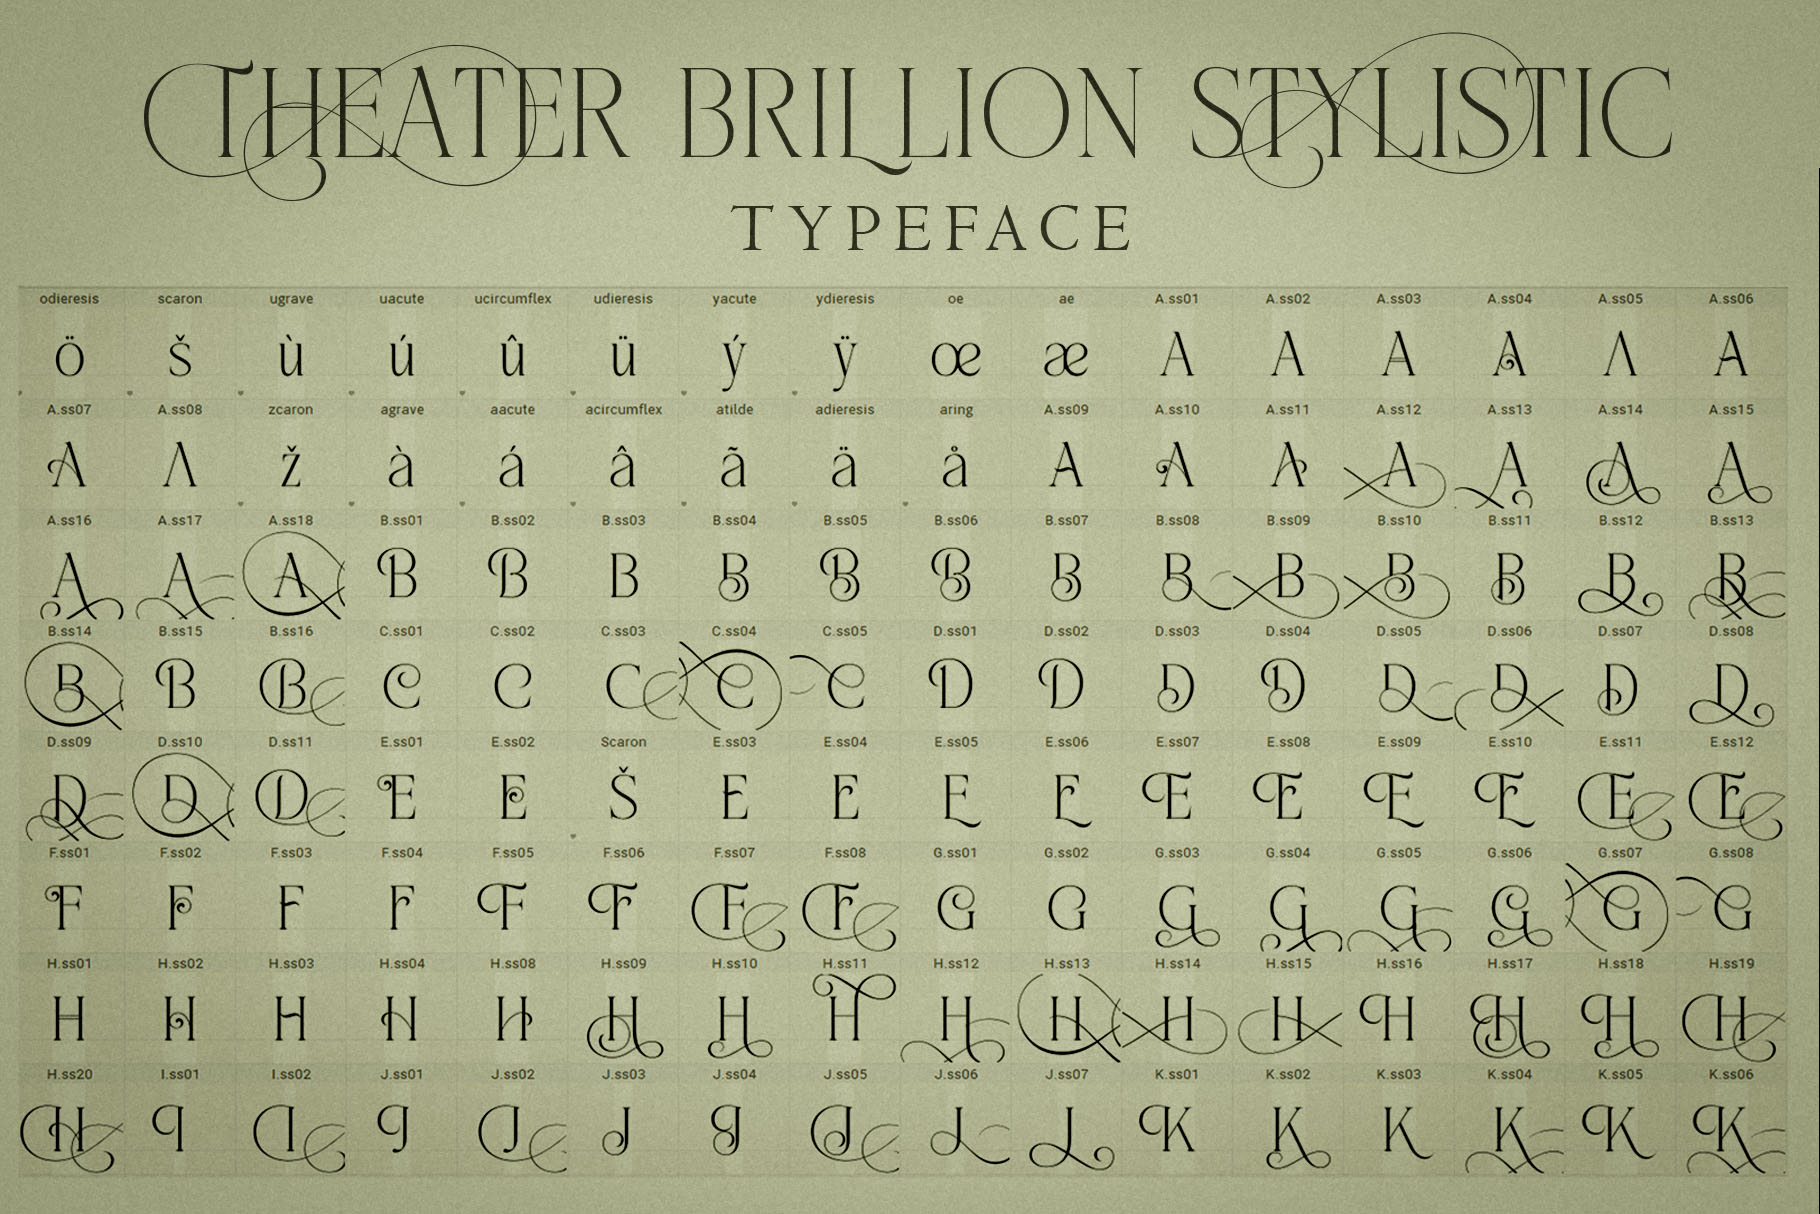 THEATER BRILLION STYLISTIC
TYPEFACE
odieresis scaron ugrave uacute ucircumflex udieresis yacute ydieresis oe ae A.ss01 A.ss02 A.ss03 A.ss04 A.ss05 A.ss06
ö š ù ú û ü ý ÿ œ æ A A A A A A
A.ss07 A.ss08 zcaron agrave aacute acircumflex atilde adieresis aring A.ss09 A.ss10 A.ss11 A.ss12 A.ss13 A.ss14 A.ss15
A A ž à á â ã ä å A A A A A A A
A.ss16 A.ss17 A.ss18 B.ss01 B.ss02 B.ss03 B.ss04 B.ss05 B.ss06 B.ss07 B.ss08 B.ss09 B.ss10 B.ss11 B.ss12 B.ss13
A A A B B B B B B B B B B B B B
B.ss14 B.ss15 B.ss16 C.ss01 C.ss02 C.ss03 C.ss04 C.ss05 D.ss01 D.ss02 D.ss03 D.ss04 D.ss05 D.ss06 D.ss07 D.ss08
B B B C C C C C D D D D D D D D
D.ss09 D.ss10 D.ss11 E.ss01 E.ss02 Scaron E.ss03 E.ss04 E.ss05 E.ss06 E.ss07 E.ss08 E.ss09 E.ss10 E.ss11 E.ss12
D D D E E Š E E E E E E E E E E
F.ss01 F.ss02 F.ss03 F.ss04 F.ss05 F.ss06 F.ss07 F.ss08 G.ss01 G.ss02 G.ss03 G.ss04 G.ss05 G.ss06 G.ss07 G.ss08
F F F F F F F F G G G G G G G G
H.ss01 H.ss02 H.ss03 H.ss04 H.ss08 H.ss09 H.ss10 H.ss11 H.ss12 H.ss13 H.ss14 H.ss15 H.ss16 H.ss17 H.ss18 H.ss19
H H H H H H H H H H H H H H H H
H.ss20 I.ss01 I.ss02 J.ss01 J.ss02 J.ss03 J.ss04 J.ss05 J.ss06 J.ss07 K.ss01 K.ss02 K.ss03 K.ss04 K.ss05 K.ss06
H I I J J J J J J J K K K K K K